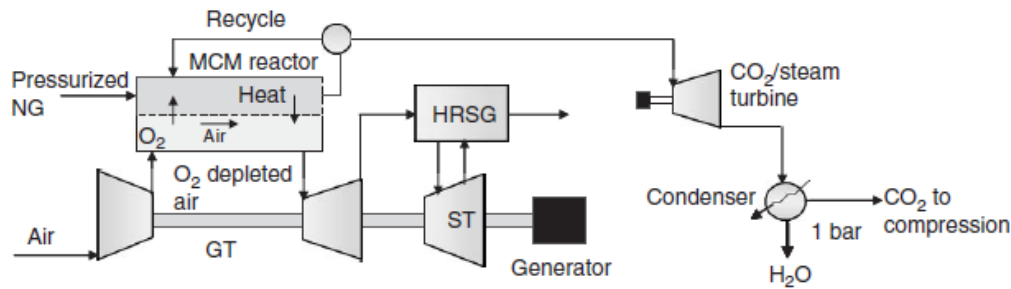 Recycle
MCM reactor
Pressurized
NG
Heat
O₂
Air
CO₂/steam
turbine
HRSG
O₂ depleted
air
Air
GT
ST
Generator
Condenser
CO₂ to
compression
1 bar
H₂O